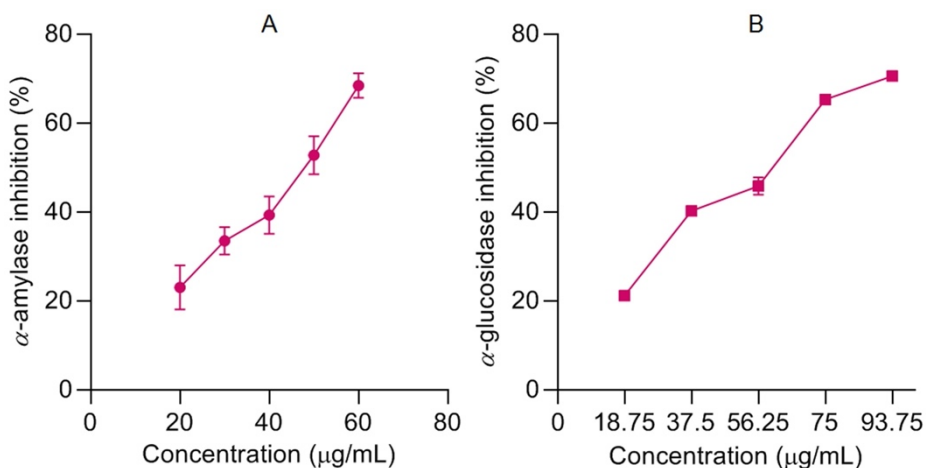 A
α-amylase inhibition (%)
80
60
40
20
0
0 20 40 60 80
Concentration (μg/mL)
B
α-glucosidase inhibition (%)
80
60
40
20
0
0 18.75 37.5 56.25 75 93.75
Concentration (μg/mL)